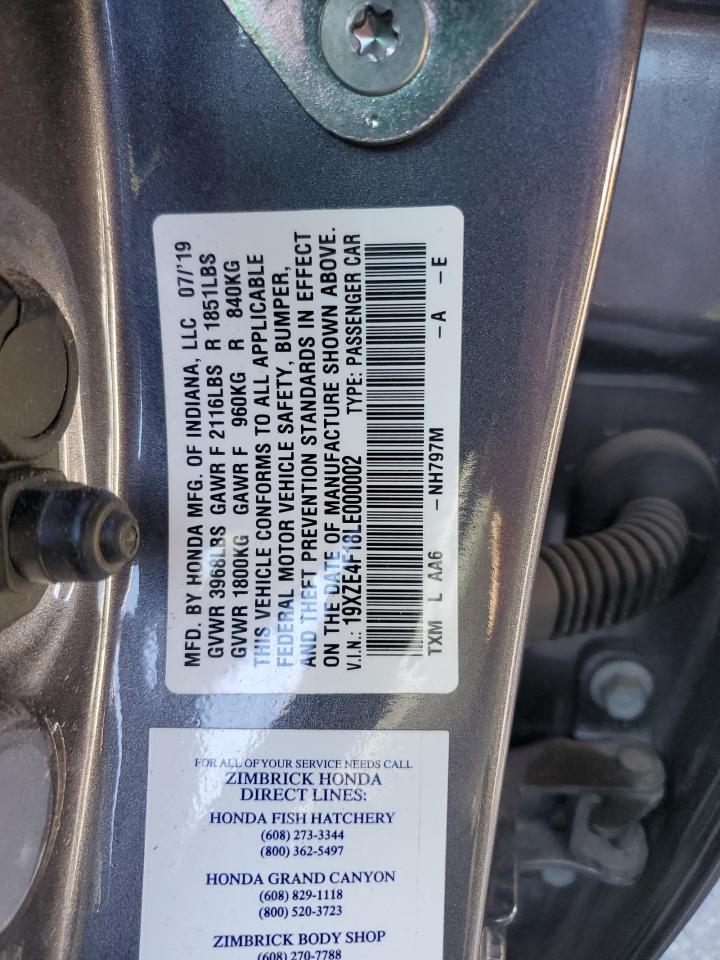 MFD. BY HONDA MFG. OF INDIANA, LLC 07/'19
GVWR 3968LBS GAWR F 2116LBS R 1851LBS
GVWR 1800KG GAWR F 960KG R 840KG
THIS VEHICLE CONFORMS TO ALL APPLICABLE
FEDERAL MOTOR VEHICLE SAFETY, BUMPER,
AND THEFT PREVENTION STANDARDS IN EFFECT
ON THE DATE OF MANUFACTURE SHOWN ABOVE.
V.I.N.: 19XZE4F18LE000002 TYPE: PASSENGER CAR
TXM L AA6 -NH797M -A -E
FOR ALL OF YOUR SERVICE NEEDS CALL
ZIMBRICK HONDA
DIRECT LINES:
HONDA FISH HATCHERY
(608) 273-3344
(800) 362-5497
HONDA GRAND CANYON
(608) 829-1118
(800) 520-3723
ZIMBRICK BODY SHOP
(608) 270-7788